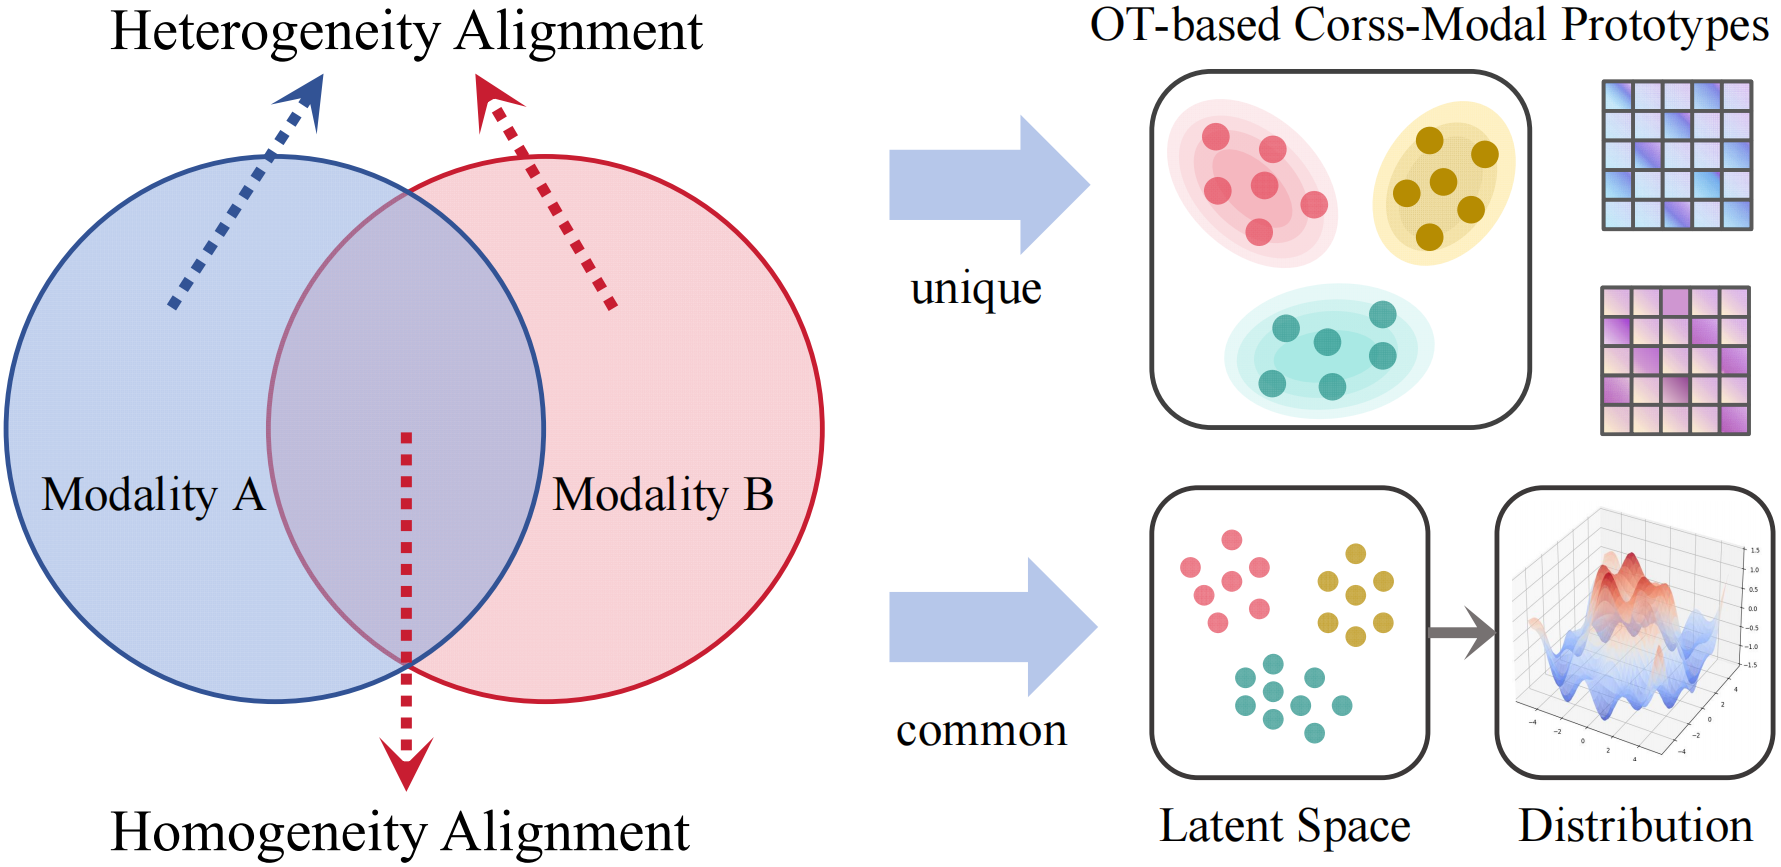 Heterogeneity Alignment
OT-based Corss-Modal Prototypes
unique
Modality A
Modality B
common
1.5
1.0
0.5
0.0
−0.5
−1.0
−1.5
4
2
0
−2
−4
−4
−2
0
2
4
Homogeneity Alignment
Latent Space
Distribution